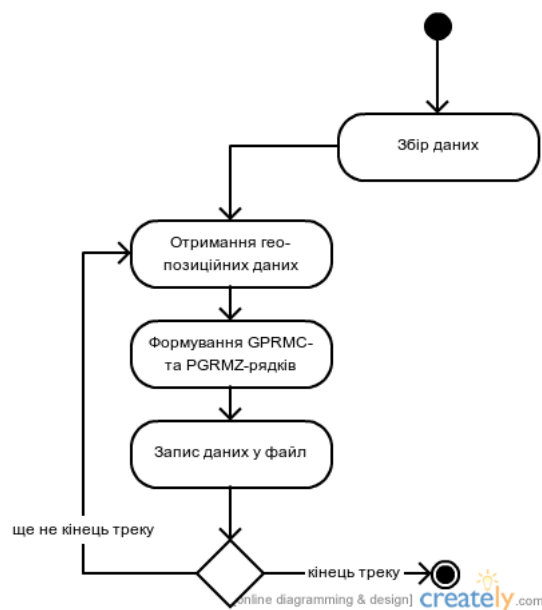 Збір даних
Отримання гео-
позиційних даних
Формування GPRMC-
та PGRMZ-рядків
Запис даних у файл
ще не кінець треку
кінець треку
online diagramming & design]
creately.com